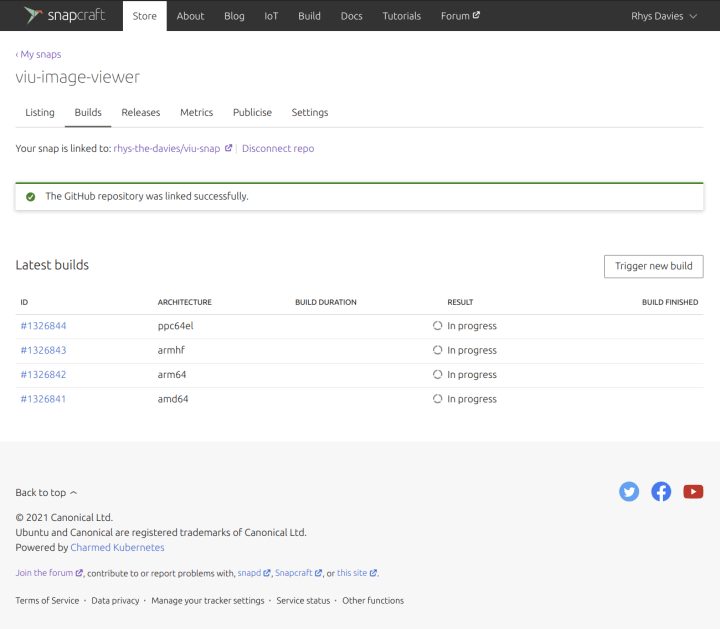 snapcraft Store About Blog IoT Build Docs Tutorials Forum Rhys Davies
‹ My snaps
viu-image-viewer
Listing Builds Releases Metrics Publicise Settings
Your snap is linked to: rhys-the-davies/viu-snap | Disconnect repo
The GitHub repository was linked successfully.
Latest builds Trigger new build
ID ARCHITECTURE BUILD DURATION RESULT BUILD FINISHED
#1326844 ppc64el In progress
#1326843 armhf In progress
#1326842 arm64 In progress
#1326841 amd64 In progress
Back to top
© 2021 Canonical Ltd.
Ubuntu and Canonical are registered trademarks of Canonical Ltd.
Powered by Charmed Kubernetes
Join the forum, contribute to or report problems with, snapd, Snapcraft, or this site.
Terms of Service · Data privacy · Manage your tracker settings · Service status · Other functions